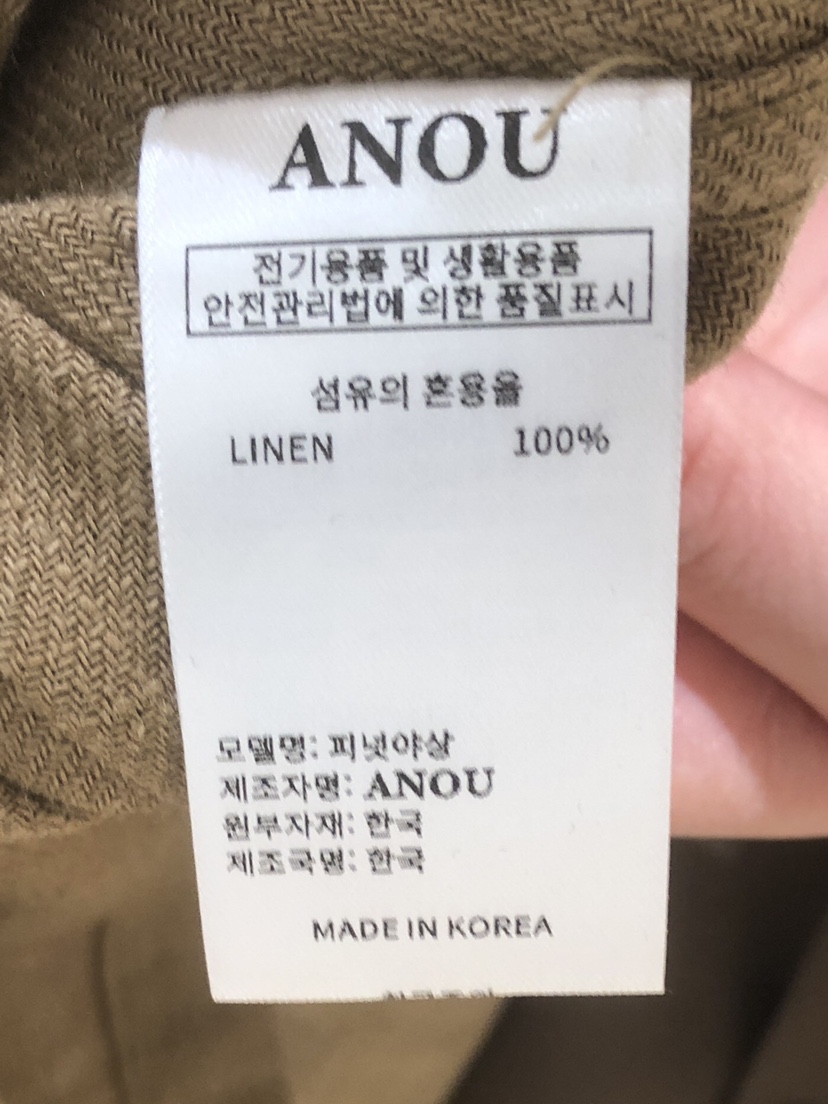 ANOU
전기용품 및 생활용품
안전관리법에 의한 품질표시
섬유의 혼용율
LINEN 100%
모델명: 피넛야상
제조자명: ANOU
원부자재: 한국
제조국명: 한국
MADE IN KOREA